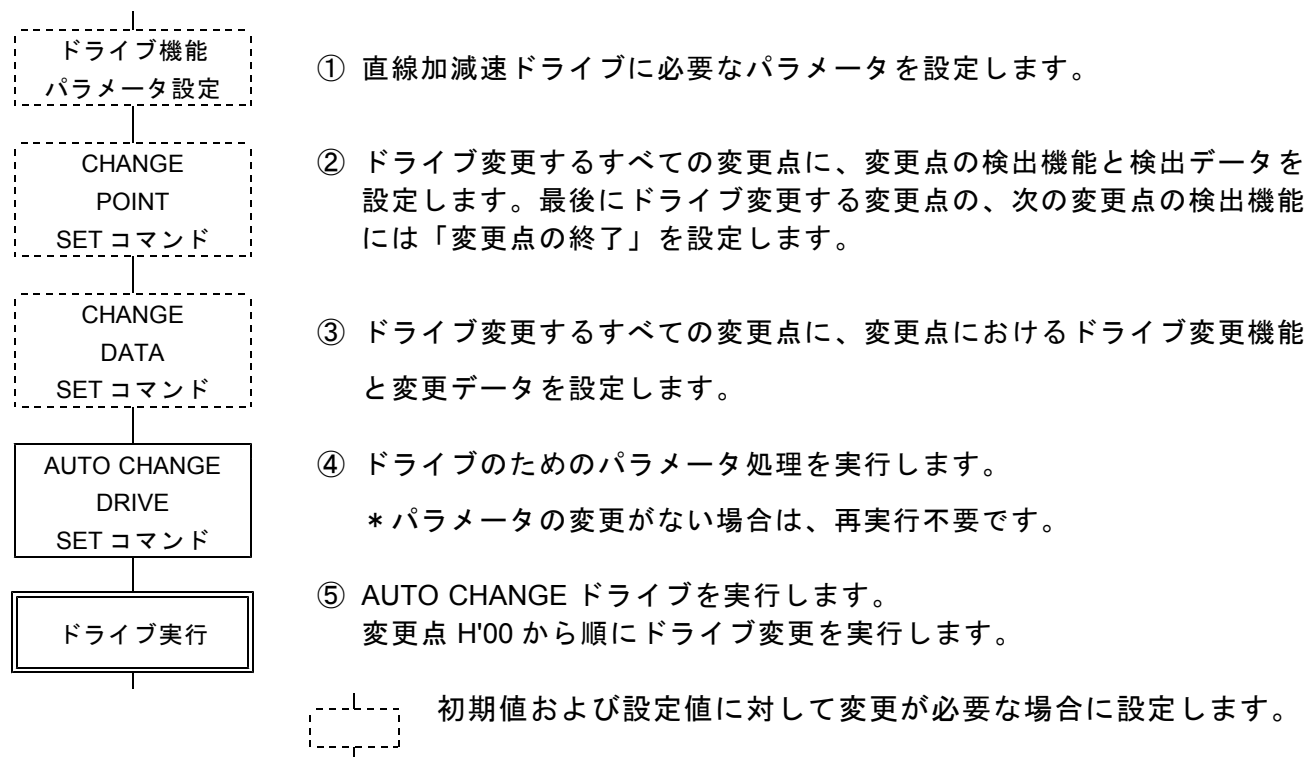 ドライブ機能
パラメータ設定
① 直線加減速ドライブに必要なパラメータを設定します。
CHANGE
POINT
SET コマンド
② ドライブ変更するすべての変更点に、変更点の検出機能と検出データを
設定します。最後にドライブ変更する変更点の、次の変更点の検出機能
には「変更点の終了」を設定します。
CHANGE
DATA
SET コマンド
③ ドライブ変更するすべての変更点に、変更点におけるドライブ変更機能
と変更データを設定します。
AUTO CHANGE
DRIVE
SET コマンド
④ ドライブのためのパラメータ処理を実行します。
＊パラメータの変更がない場合は、再実行不要です。
ドライブ実行
⑤ AUTO CHANGE ドライブを実行します。
変更点 H'00 から順にドライブ変更を実行します。
初期値および設定値に対して変更が必要な場合に設定します。